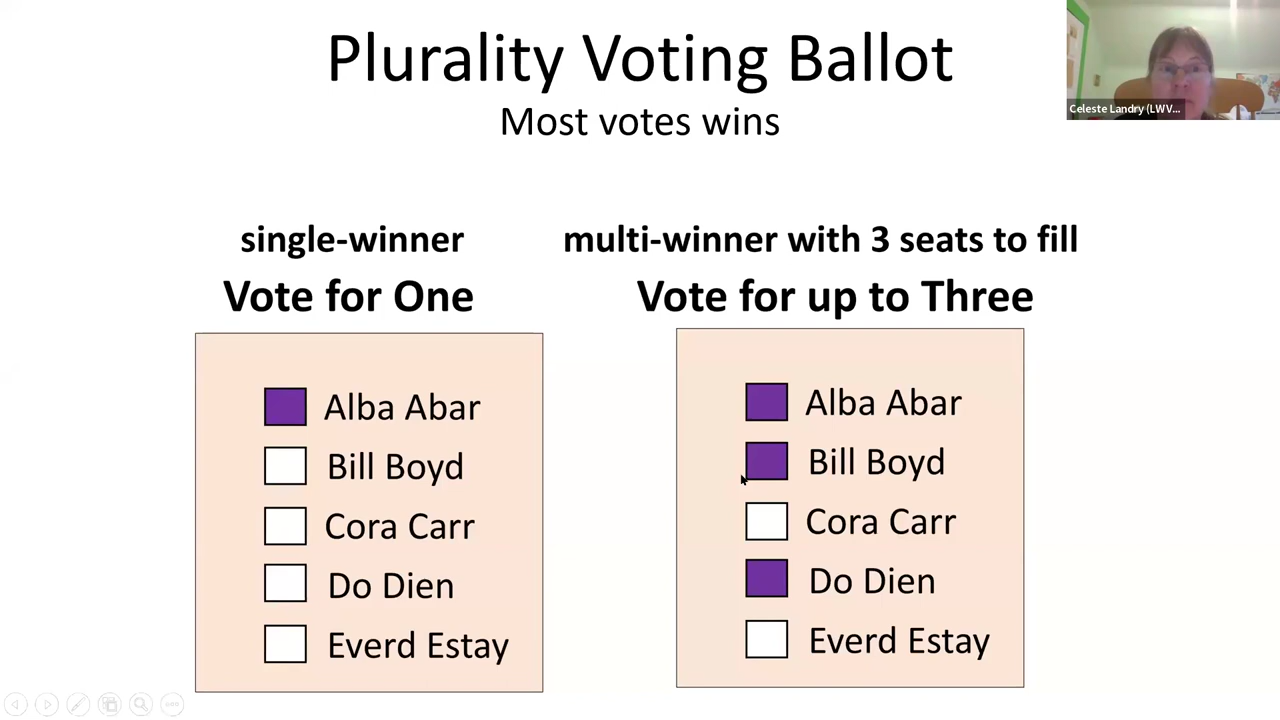 Plurality Voting Ballot
Most votes wins
Celeste Landry (LWV...
single-winner
Vote for One
Alba Abar
Bill Boyd
Cora Carr
Do Dien
Everd Estay
multi-winner with 3 seats to fill
Vote for up to Three
Alba Abar
Bill Boyd
Cora Carr
Do Dien
Everd Estay